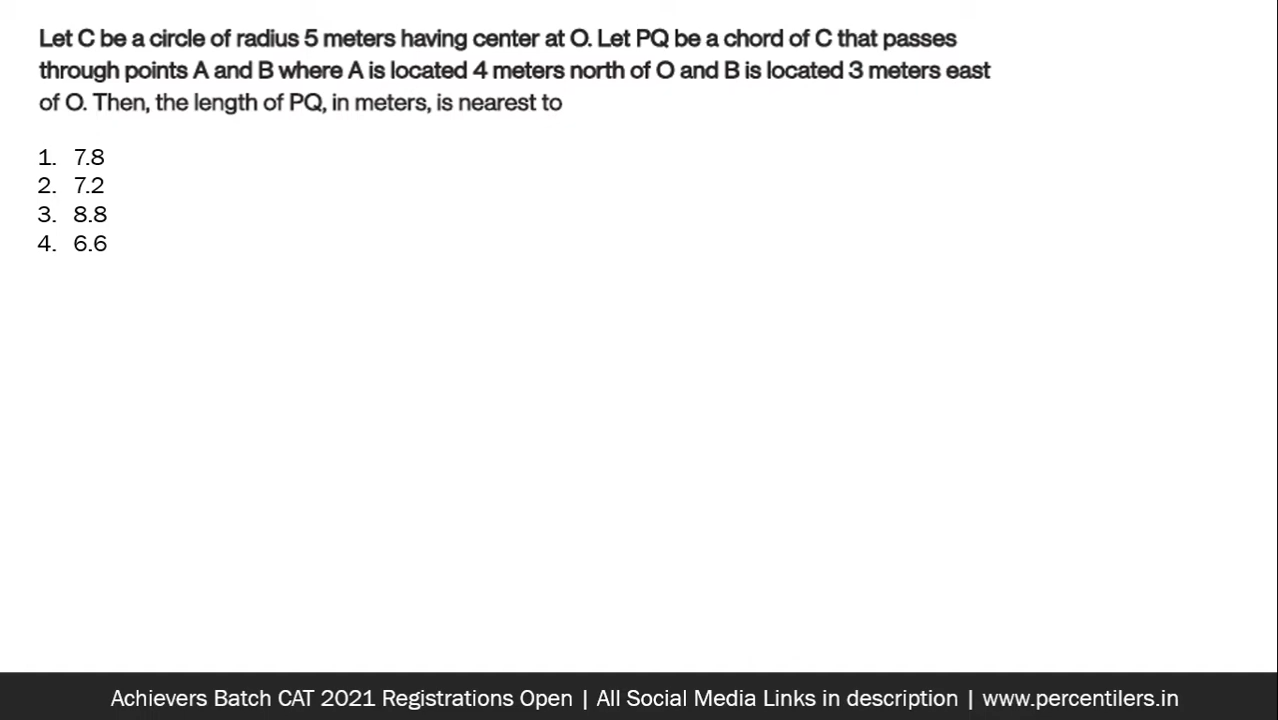 Let C be a circle of radius 5 meters having center at O. Let PQ be a chord of C that passes
through points A and B where A is located 4 meters north of O and B is located 3 meters east
of O. Then, the length of PQ, in meters, is nearest to
1. 7.8
2. 7.2
3. 8.8
4. 6.6
Achievers Batch CAT 2021 Registrations Open | All Social Media Links in description | www.percentilers.in